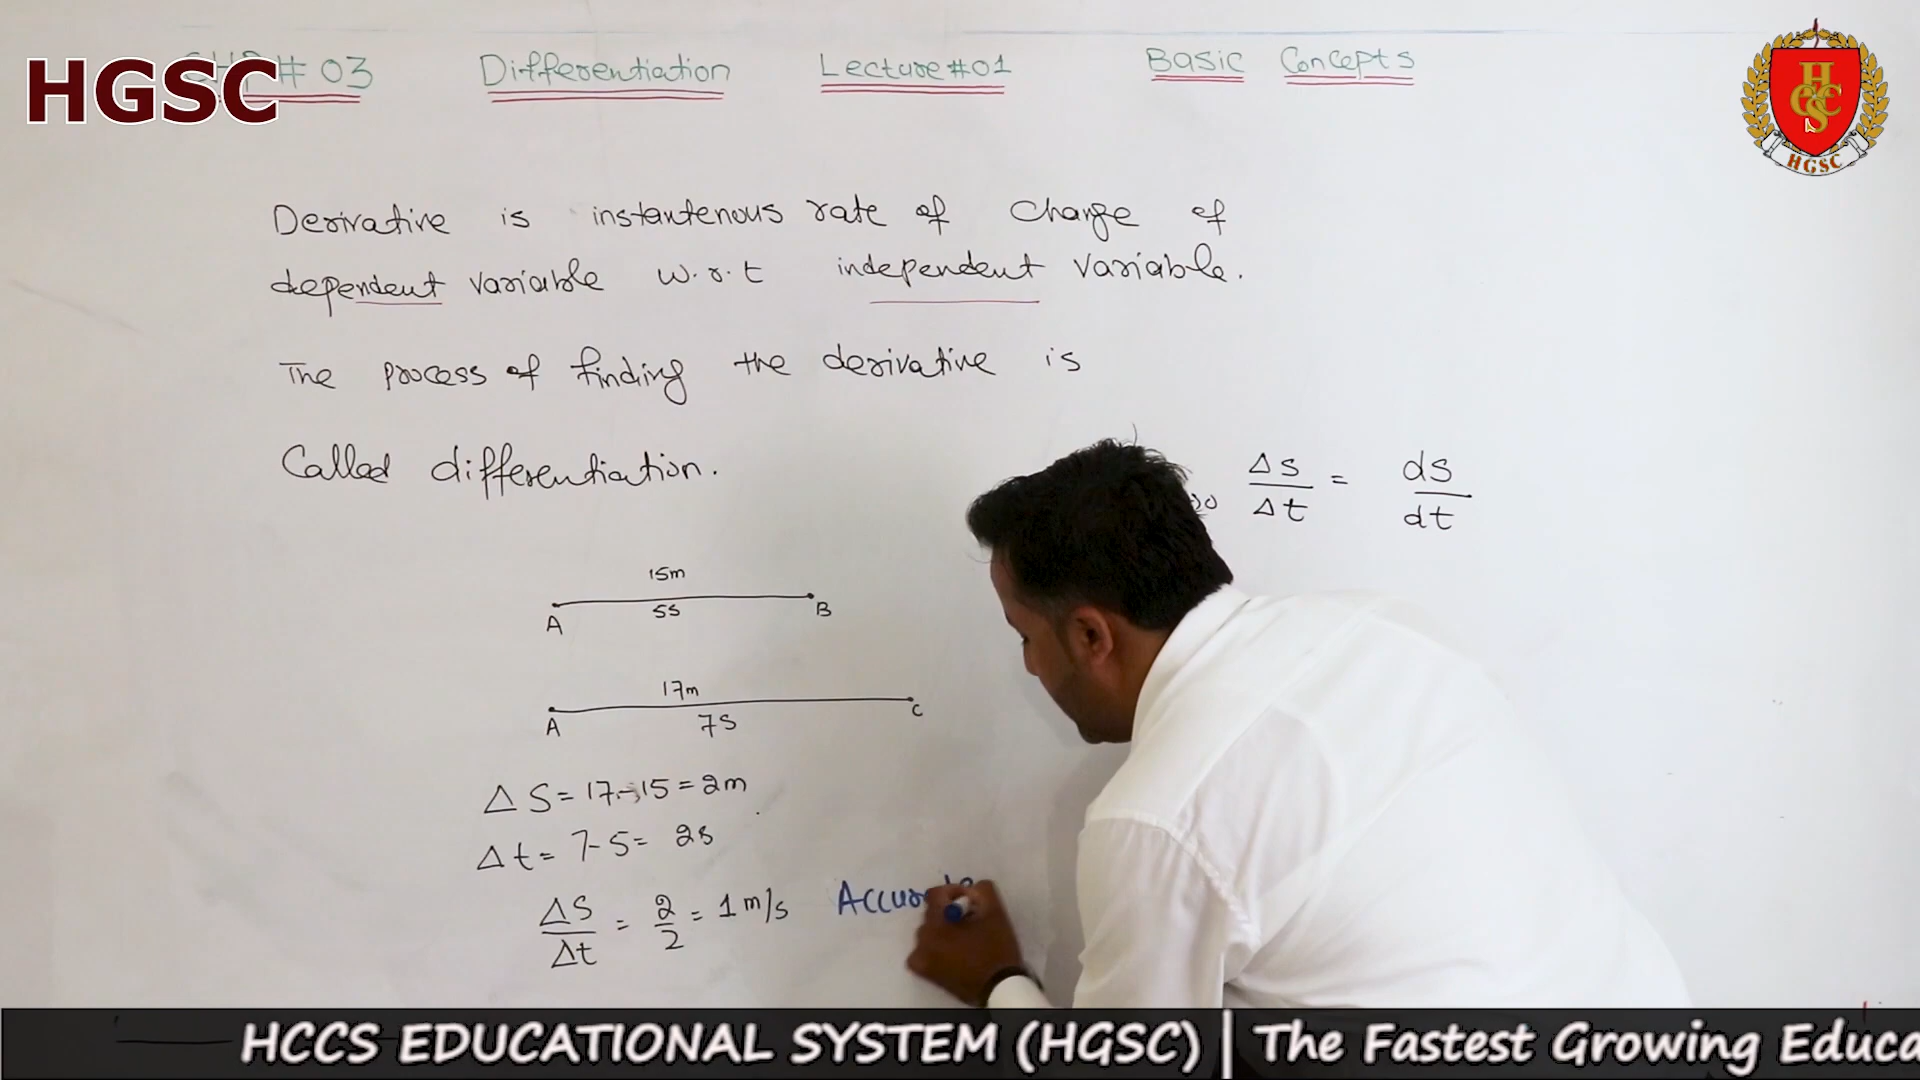 HGSC
# 03 Differentiation Lecture #01 Basic Concepts
HGSC
Derivative is instantenous rate of change of
dependent variable w.r.t independent variable.
The process of finding the derivative is
Called differentiation.
Δs/Δt = ds/dt
15m
A 5s B
17m
A 7s C
Δ S = 17-15 = 2m
Δt = 7-5 = 2s
ΔS/Δt = 2/2 = 1 m/s
HCCS EDUCATIONAL SYSTEM (HGSC) | The Fastest Growing